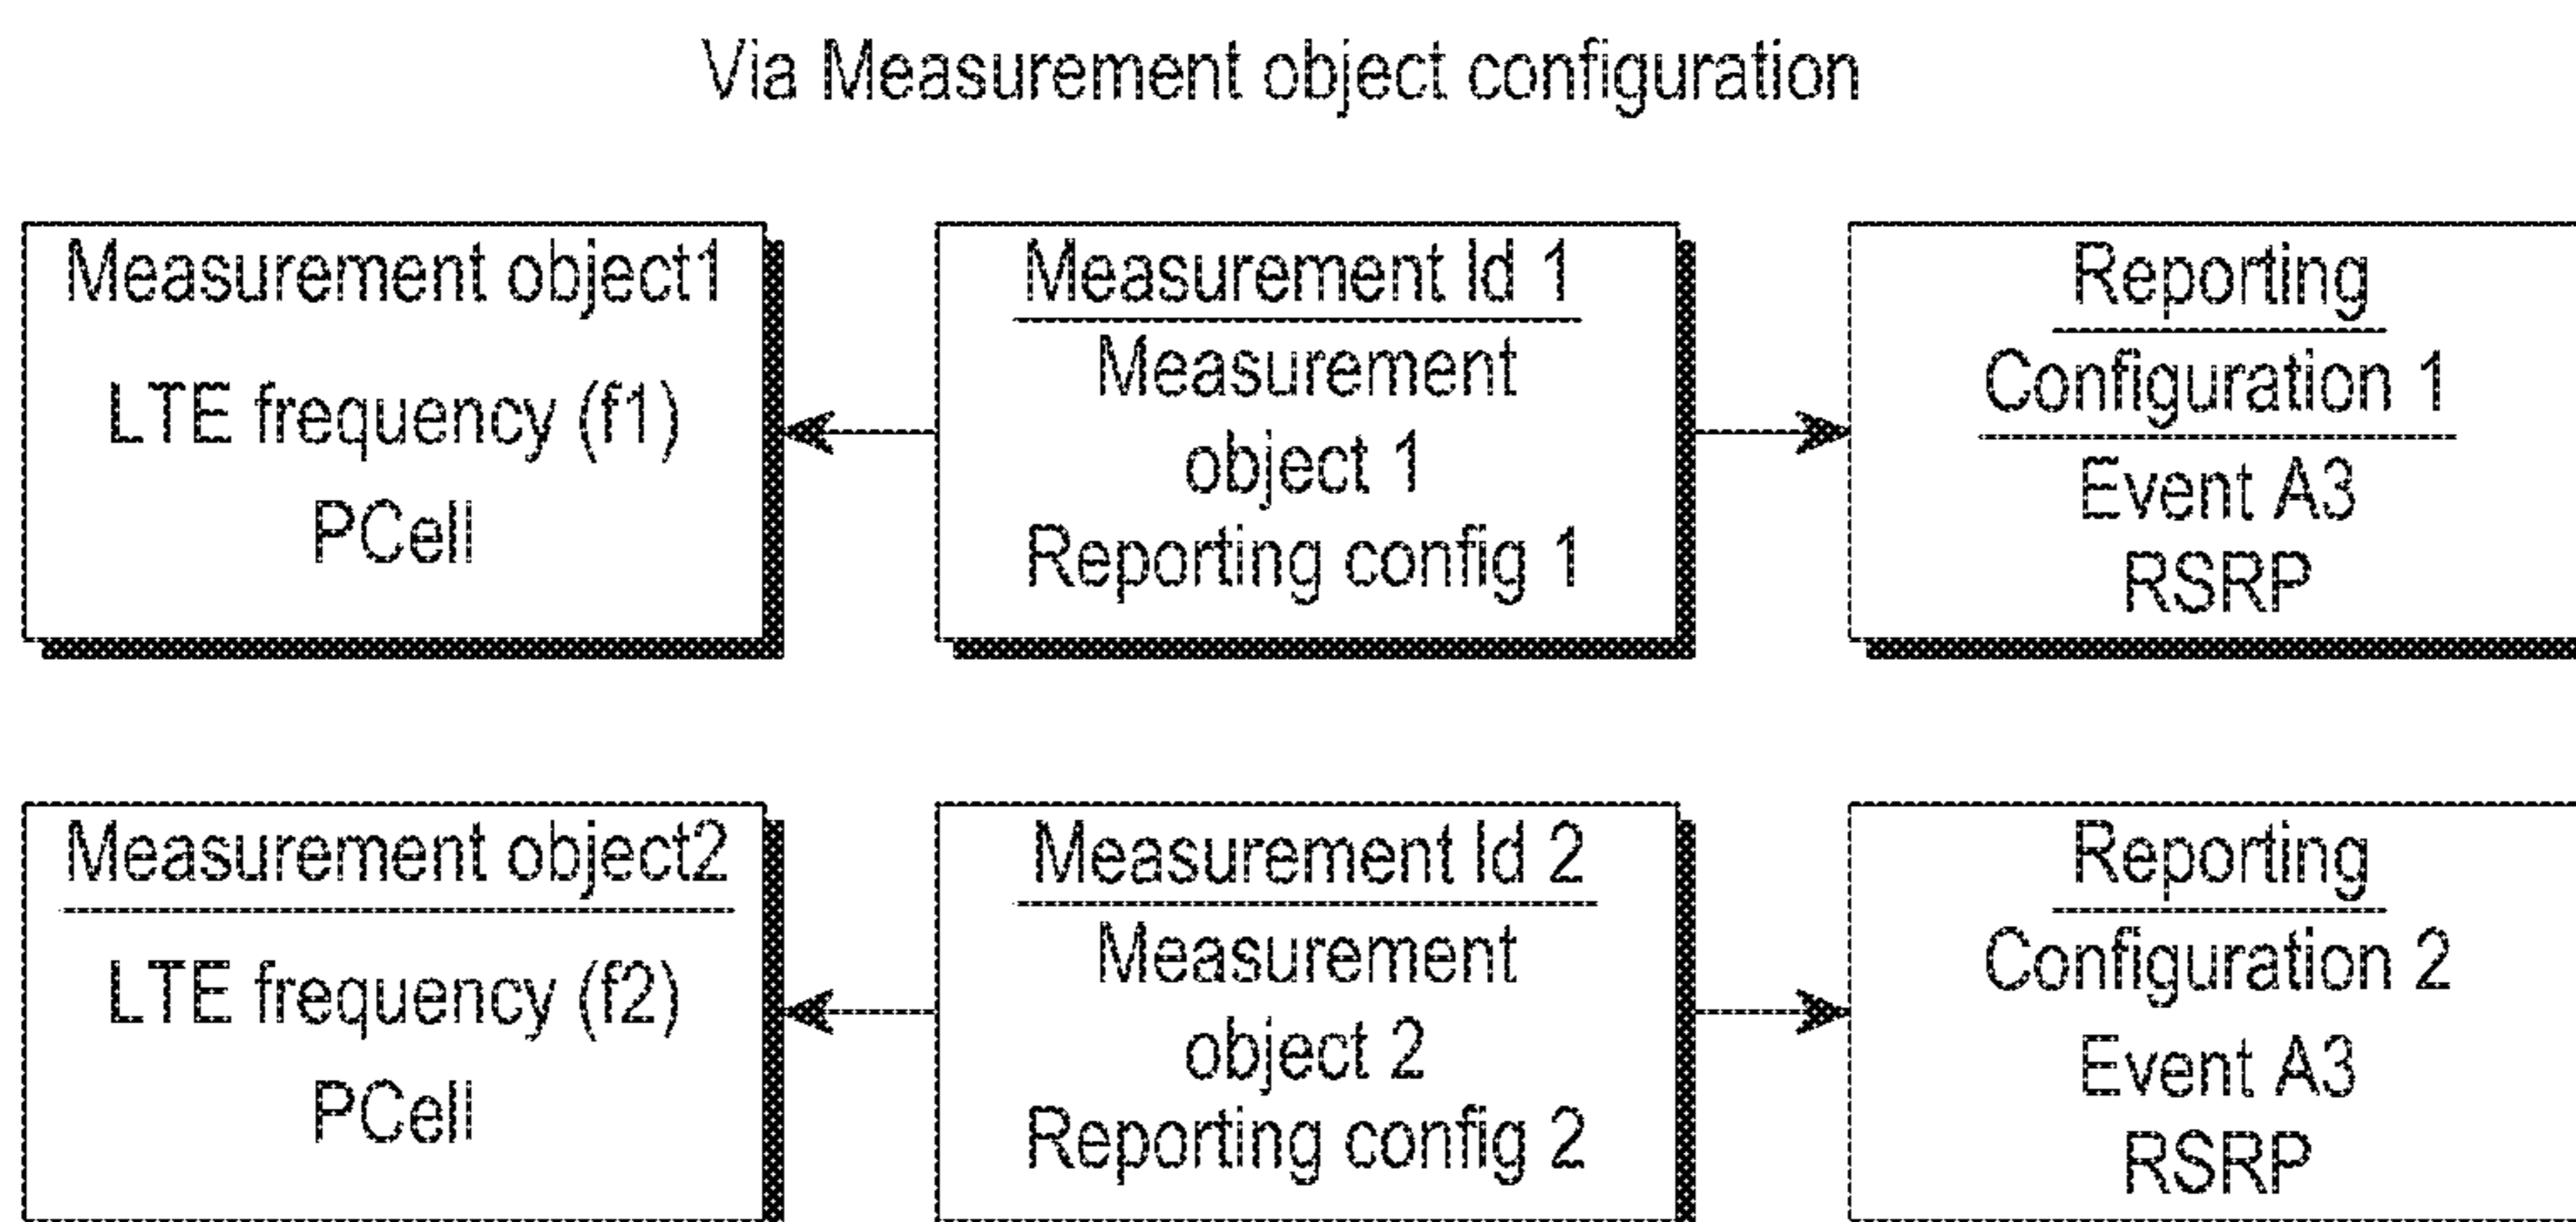 Via Measurement object configuration
Measurement object1
LTE frequency (f1)
PCell
Measurement Id 1
Measurement
object 1
Reporting config 1
Reporting
Configuration 1
Event A3
RSRP
Measurement object2
LTE frequency (f2)
PCell
Measurement Id 2
Measurement
object 2
Reporting config 2
Reporting
Configuration 2
Event A3
RSRP